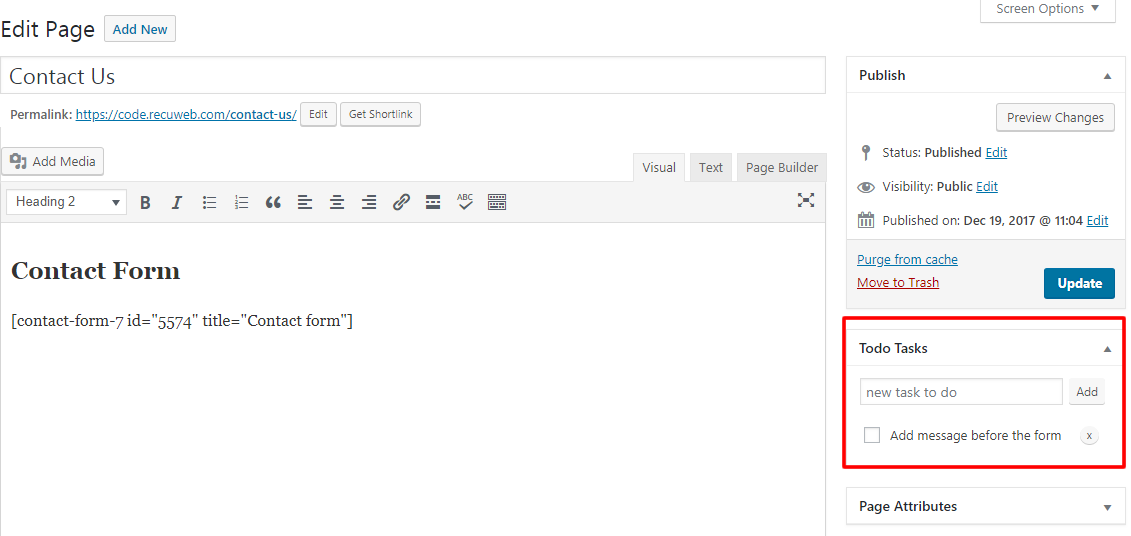 Screen Options
Edit Page Add New
Contact Us
Permalink: https://code.recuweb.com/contact-us/ Edit Get Shortlink
Add Media
Visual Text Page Builder
Heading 2 B I ABC
Contact Form
[contact-form-7 id="5574" title="Contact form"]
Publish
Preview Changes
Status: Published Edit
Visibility: Public Edit
Published on: Dec 19, 2017 @ 11:04 Edit
Purge from cache
Move to Trash Update
Todo Tasks
new task to do Add
Add message before the form x
Page Attributes